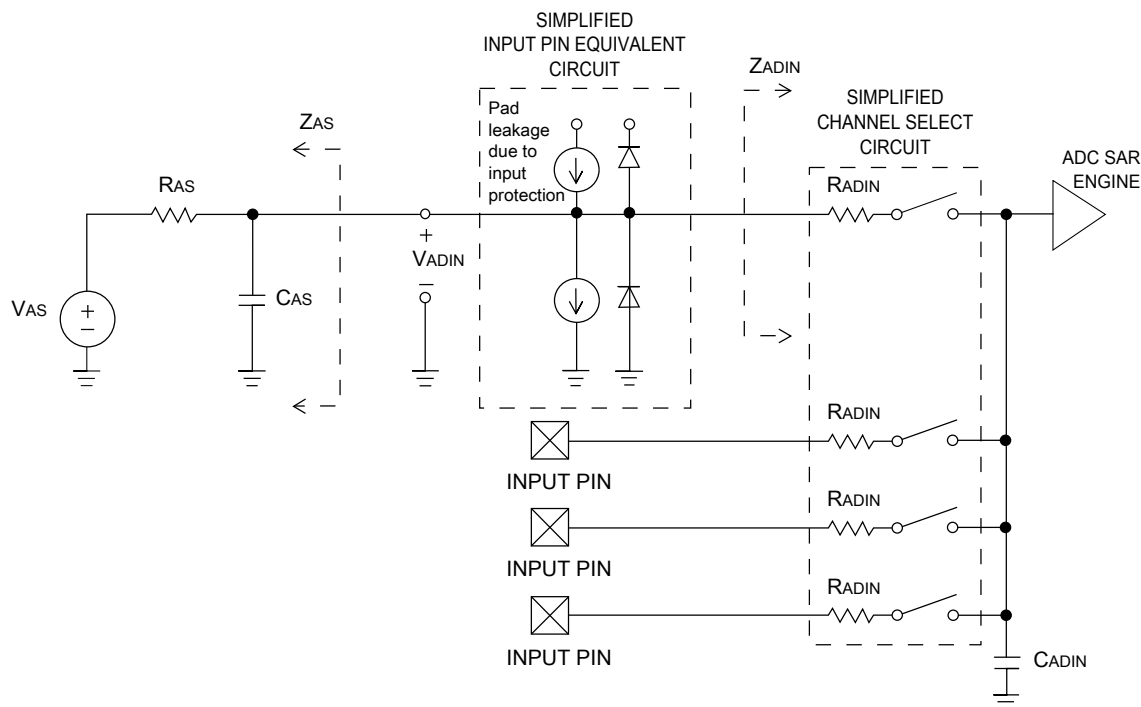 SIMPLIFIED
INPUT PIN EQUIVALENT
CIRCUIT
ZADIN
SIMPLIFIED
CHANNEL SELECT
CIRCUIT
ADC SAR
ENGINE
Pad
leakage
due to
input
protection
ZAS
RAS
RADIN
+
VADIN
−
CAS
VAS
+
−
RADIN
INPUT PIN
RADIN
INPUT PIN
RADIN
INPUT PIN
CADIN